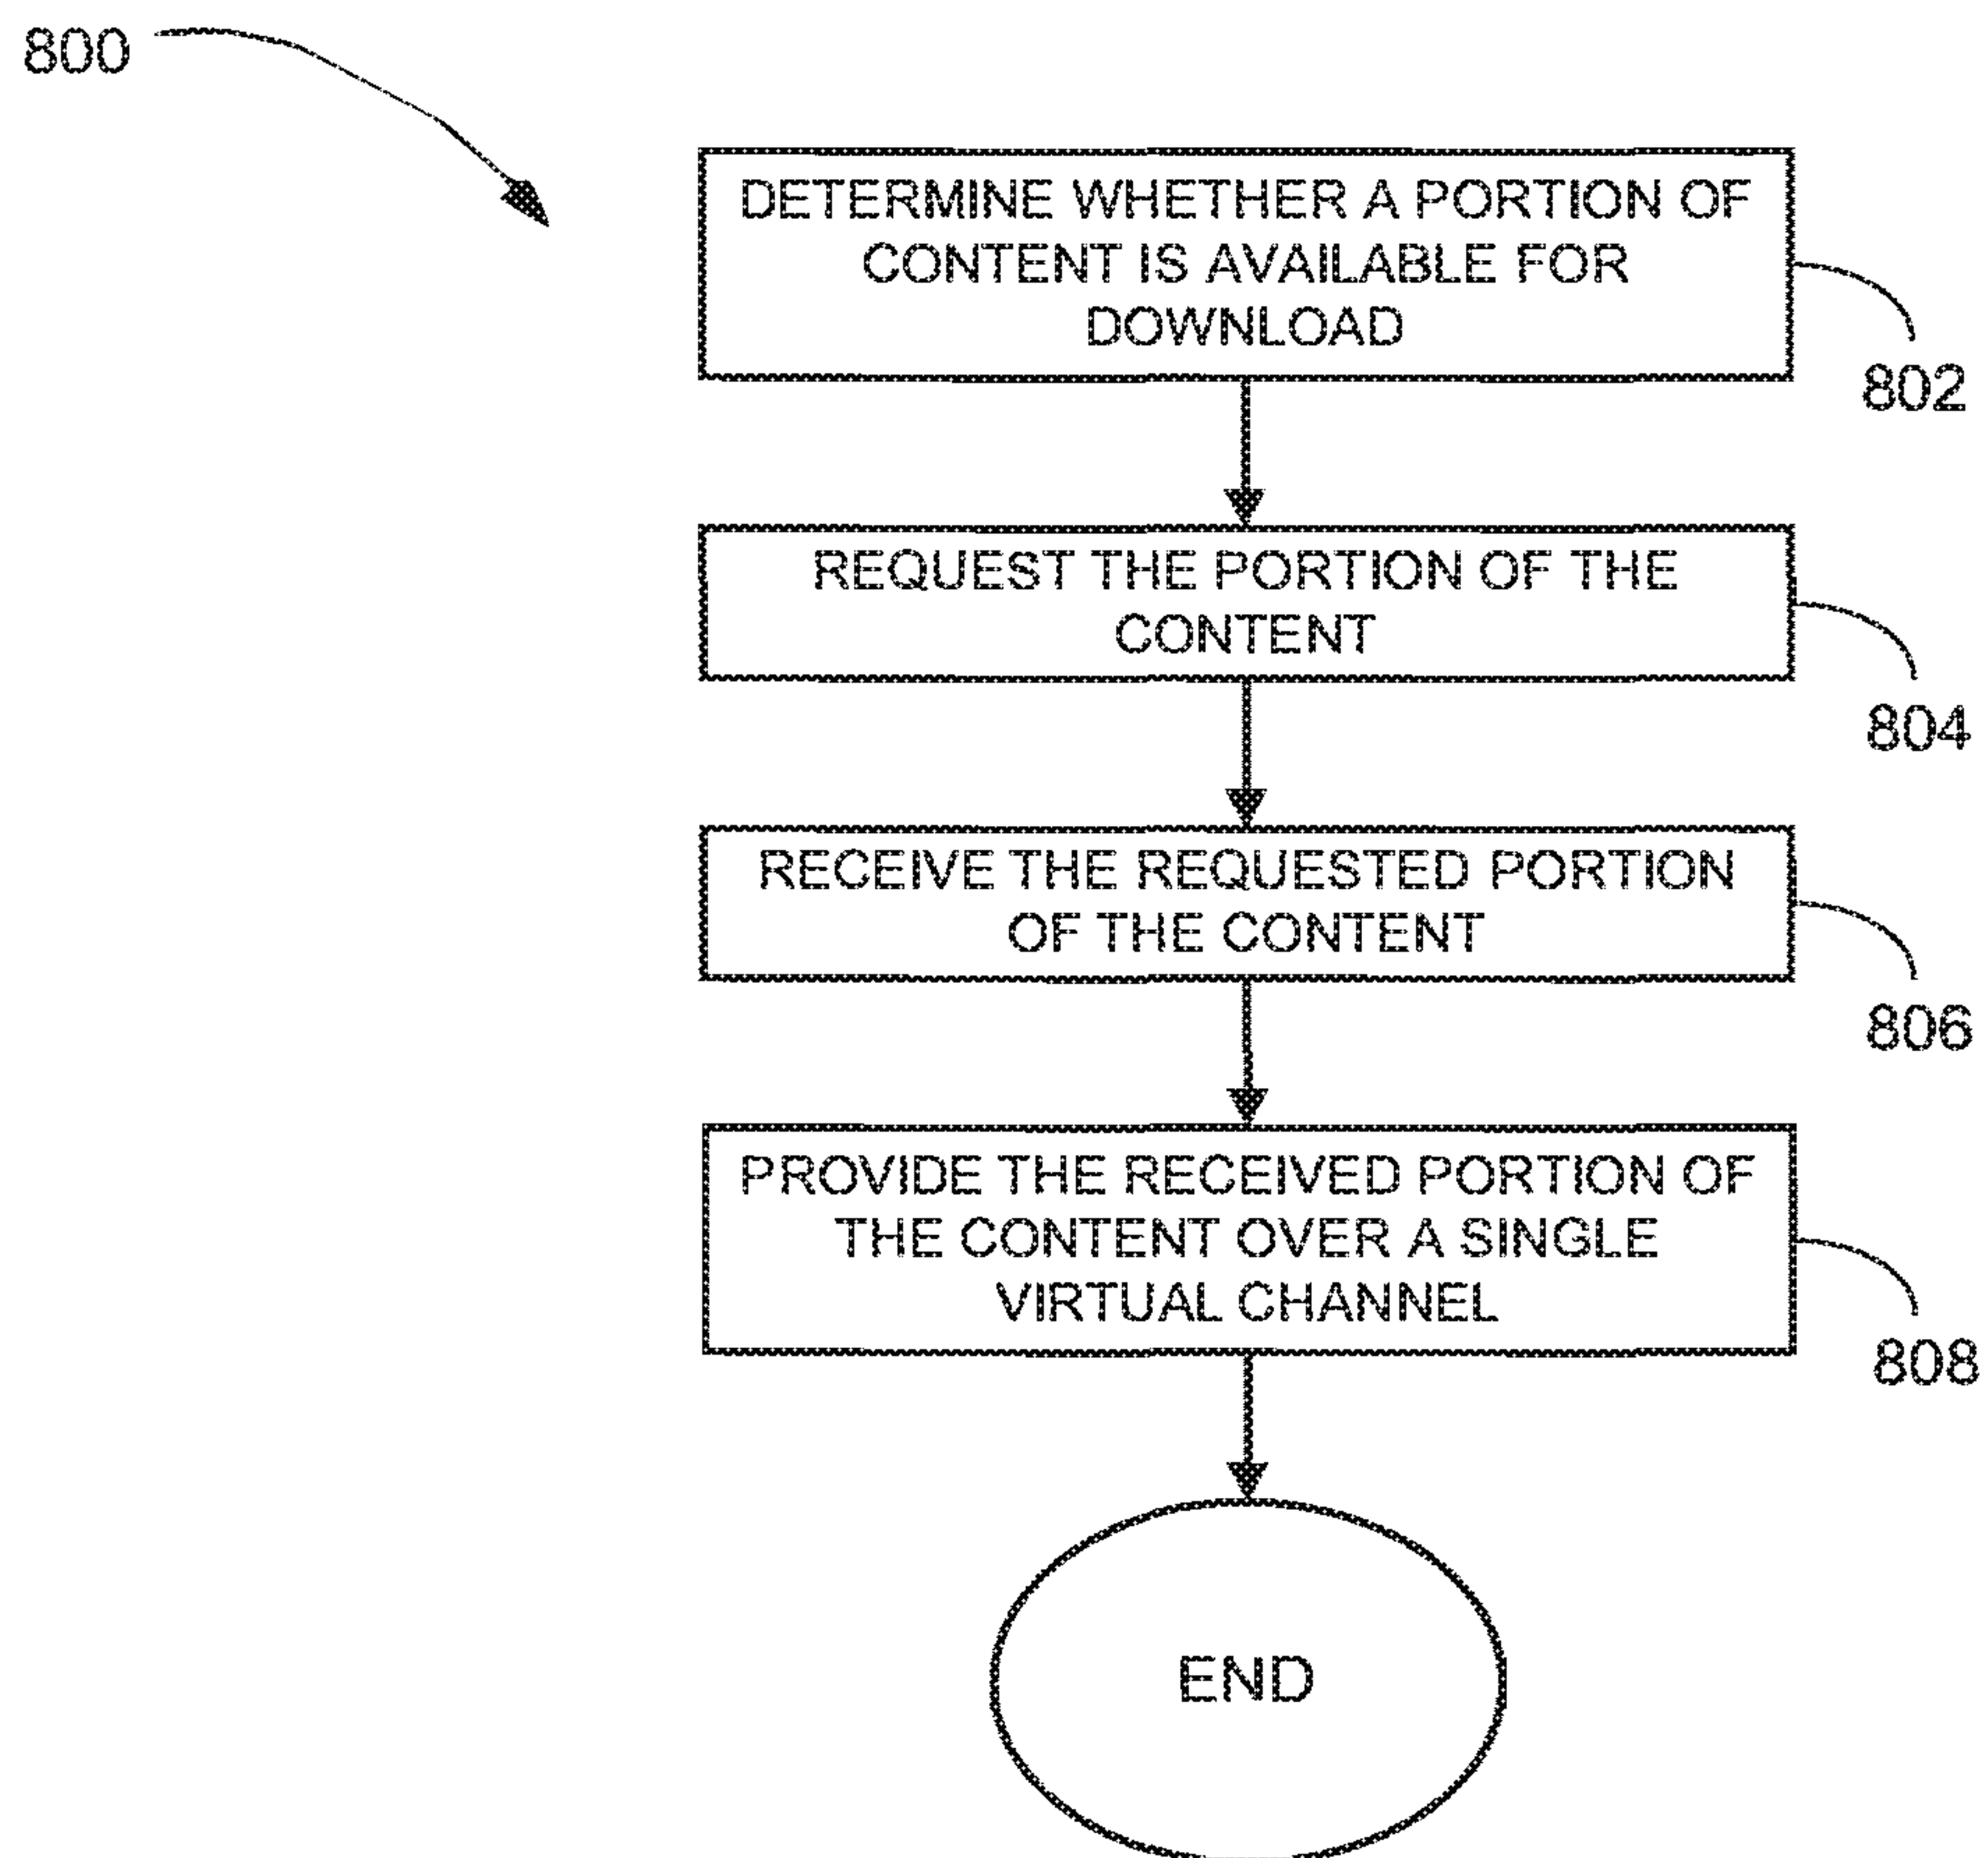 800
DETERMINE WHETHER A PORTION OF
CONTENT IS AVAILABLE FOR
DOWNLOAD
802
REQUEST THE PORTION OF THE
CONTENT
804
RECEIVE THE REQUESTED PORTION
OF THE CONTENT
806
PROVIDE THE RECEIVED PORTION OF
THE CONTENT OVER A SINGLE
VIRTUAL CHANNEL
808
END